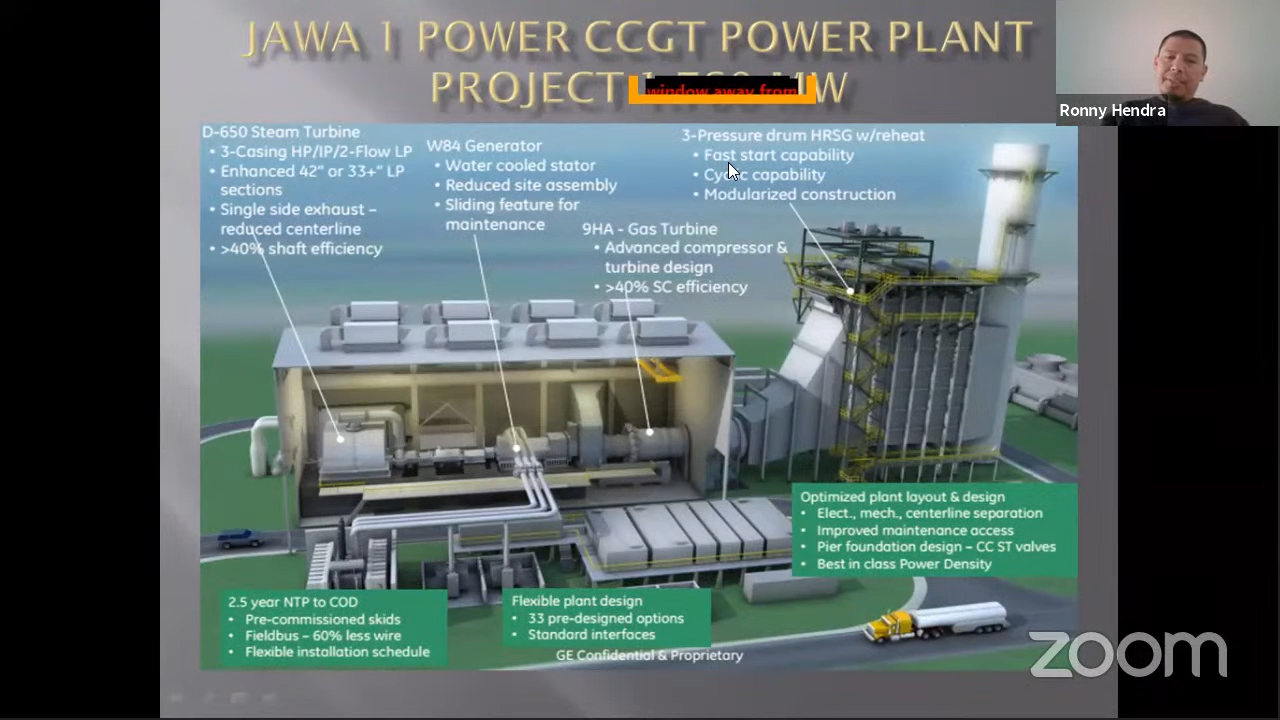 JAWA 1 POWER CCGT POWER PLANT
PROJECT MW
window away from
Ronny Hendra
D-650 Steam Turbine
• 3-Casing HP/IP/2-Flow LP
• Enhanced 42" or 33+" LP
sections
• Single side exhaust –
reduced centerline
• >40% shaft efficiency
W84 Generator
• Water cooled stator
• Reduced site assembly
• Sliding feature for
maintenance
9HA - Gas Turbine
• Advanced compressor &
turbine design
• >40% SC efficiency
3-Pressure drum HRSG w/reheat
• Fast start capability
• Cyclic capability
• Modularized construction
Optimized plant layout & design
• Elect., mech., centerline separation
• Improved maintenance access
• Pier foundation design – CC ST valves
• Best in class Power Density
2.5 year NTP to COD
• Pre-commissioned skids
• Fieldbus – 60% less wire
• Flexible installation schedule
Flexible plant design
• 33 pre-designed options
• Standard interfaces
GE Confidential & Proprietary
zoom